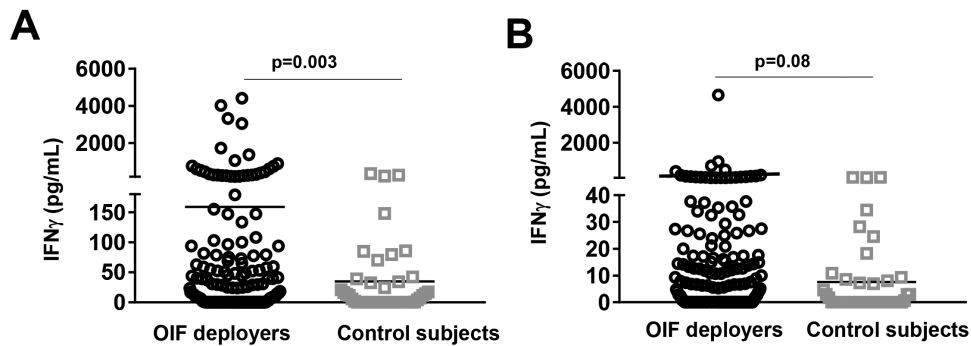 A
B
p=0.003
p=0.08
IFNγ (pg/mL)
6000
4000
2000
150
100
50
0
IFNγ (pg/mL)
6000
4000
2000
40
30
20
10
0
OIF deployers Control subjects
OIF deployers Control subjects